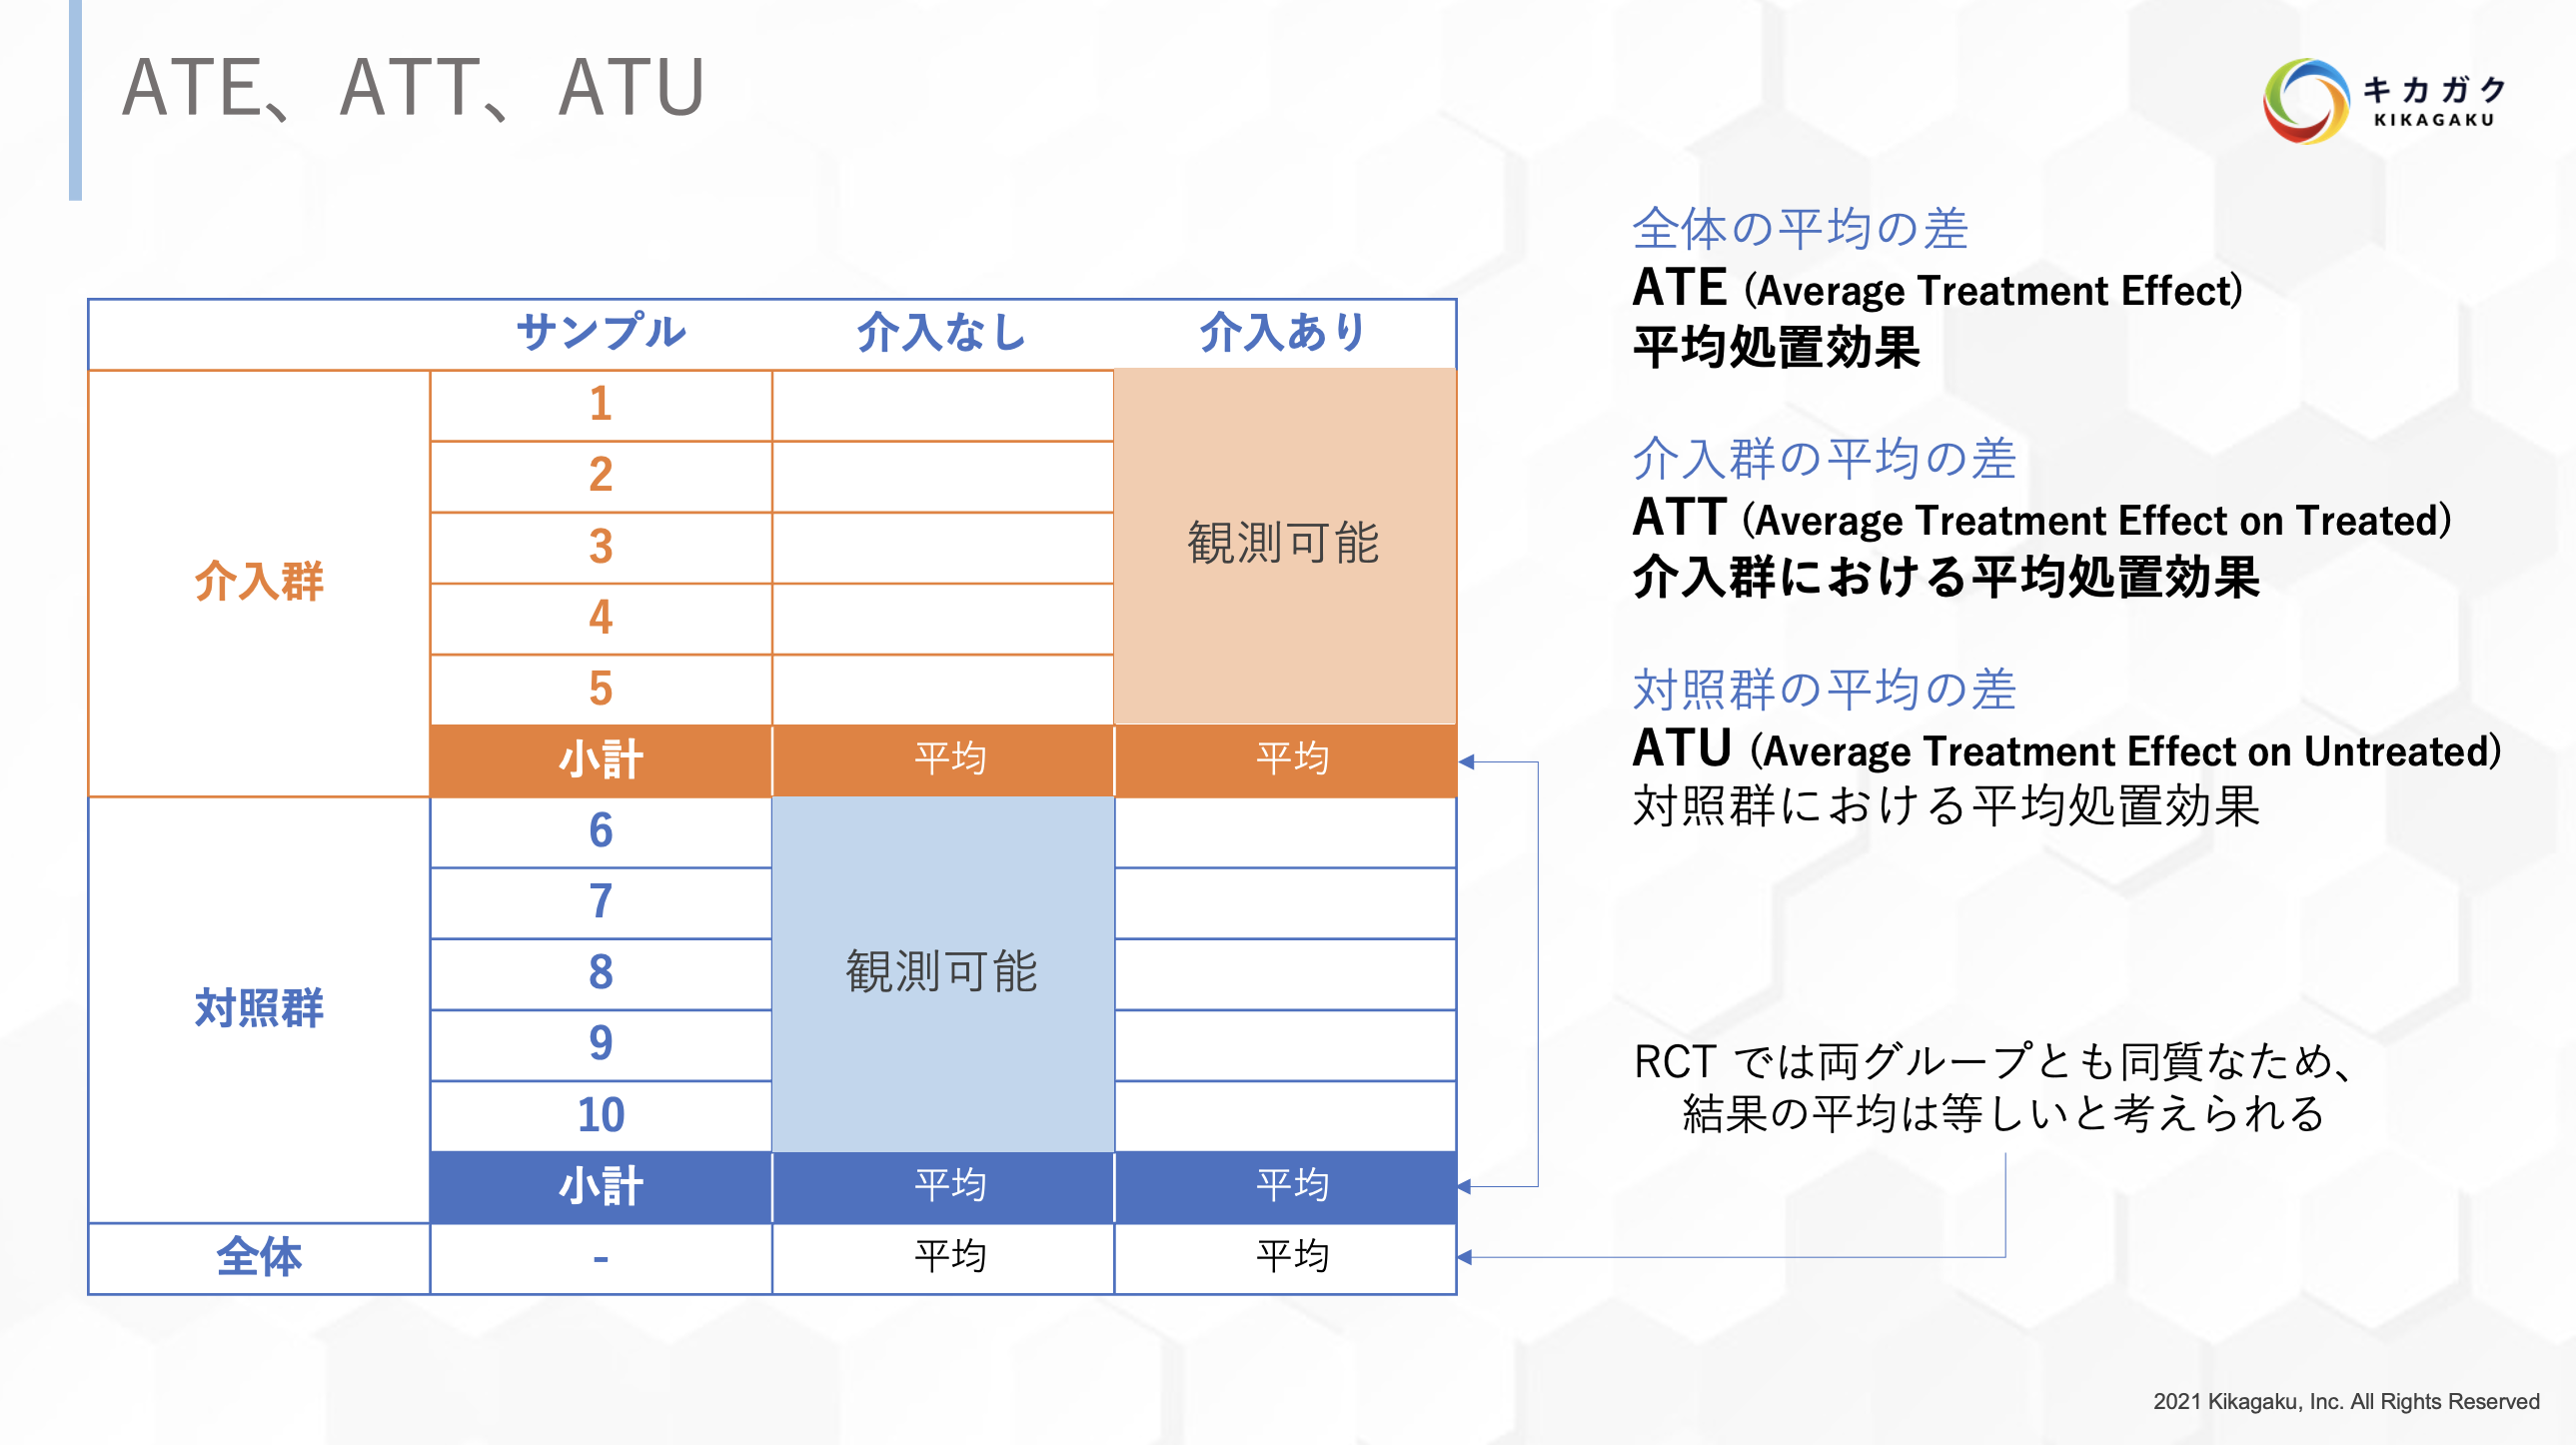 ATE、ATT、ATU
キカガク
KIKAGAKU
サンプル 介入なし 介入あり
介入群
1
2
3
4
5
観測可能
小計 平均 平均
対照群
6
7
8
9
10
観測可能
小計 平均 平均
全体 - 平均 平均
全体の平均の差
ATE (Average Treatment Effect)
平均処置効果
介入群の平均の差
ATT (Average Treatment Effect on Treated)
介入群における平均処置効果
対照群の平均の差
ATU (Average Treatment Effect on Untreated)
対照群における平均処置効果
RCT では両グループとも同質なため、
結果の平均は等しいと考えられる
2021 Kikagaku, Inc. All Rights Reserved